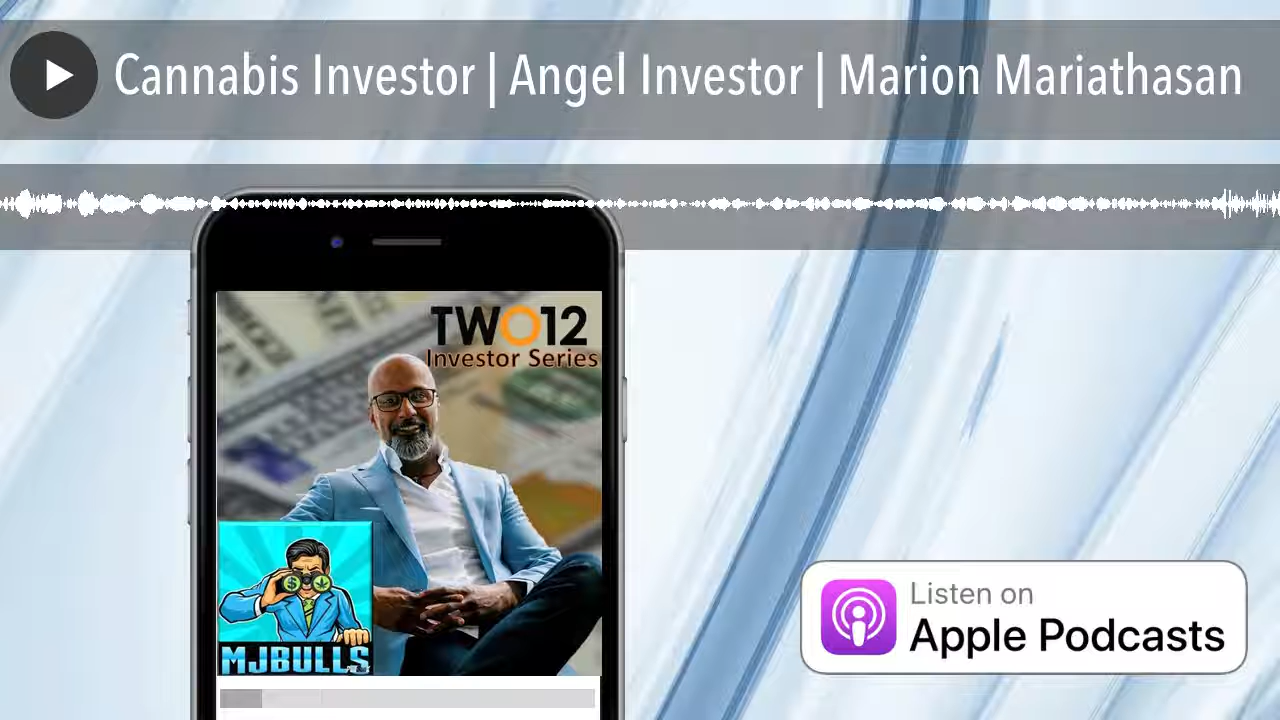 Cannabis Investor | Angel Investor | Marion Mariathasan
TWO12
Investor Series
MJBULLS
Listen on
Apple Podcasts